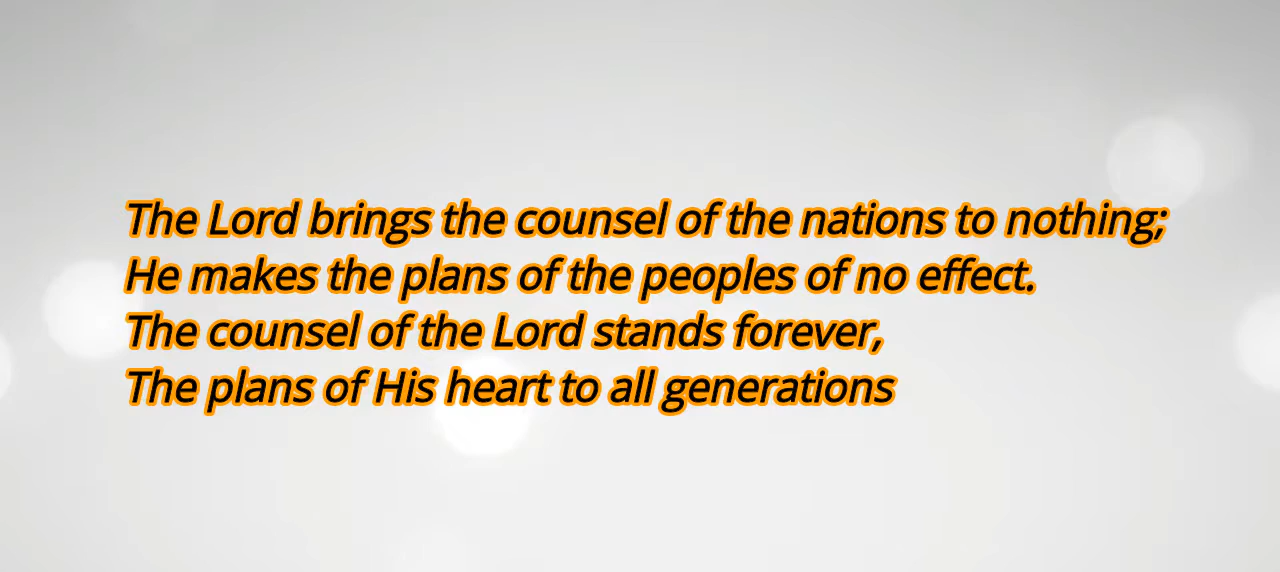 The Lord brings the counsel of the nations to nothing;
He makes the plans of the peoples of no effect.
The counsel of the Lord stands forever,
The plans of His heart to all generations